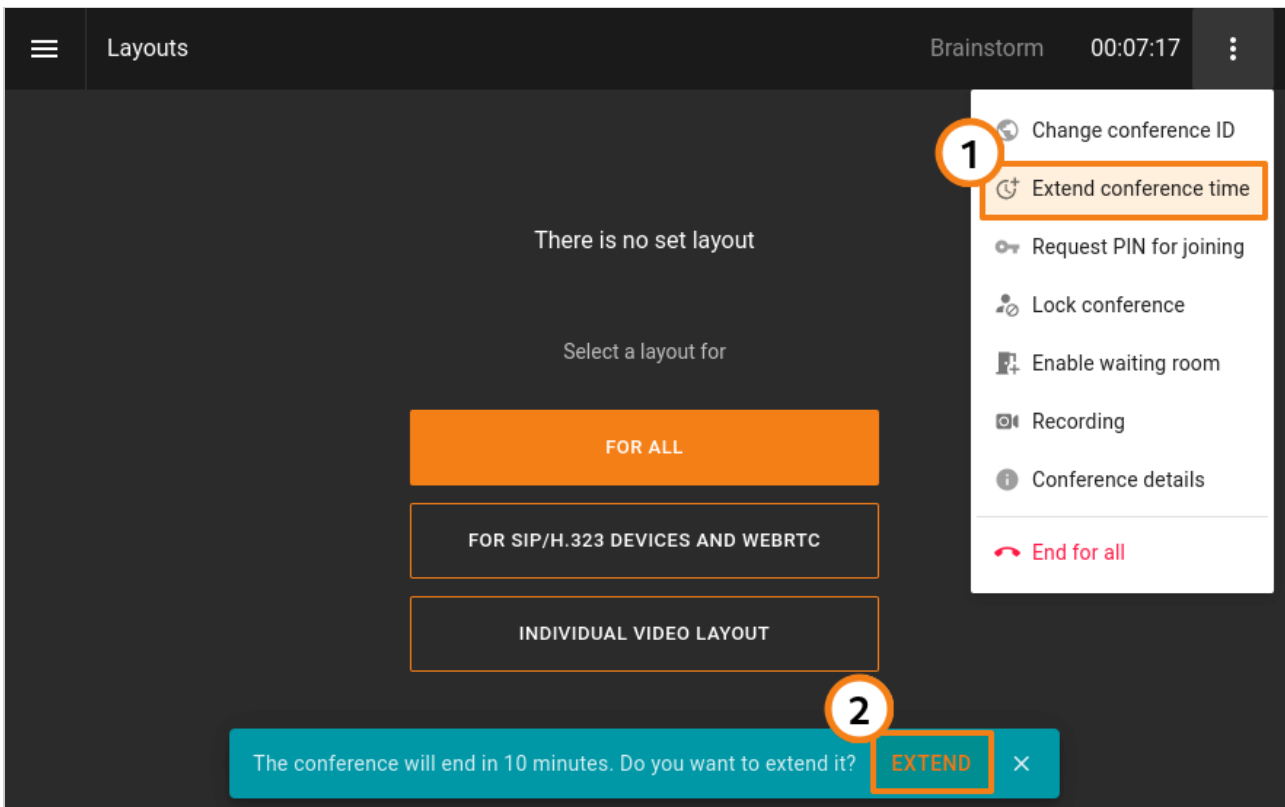 Layouts
Brainstorm
00:07:17
Change conference ID
1
Extend conference time
Request PIN for joining
Lock conference
Enable waiting room
Recording
Conference details
End for all
There is no set layout
Select a layout for
FOR ALL
FOR SIP/H.323 DEVICES AND WEBRTC
INDIVIDUAL VIDEO LAYOUT
2
The conference will end in 10 minutes. Do you want to extend it? EXTEND